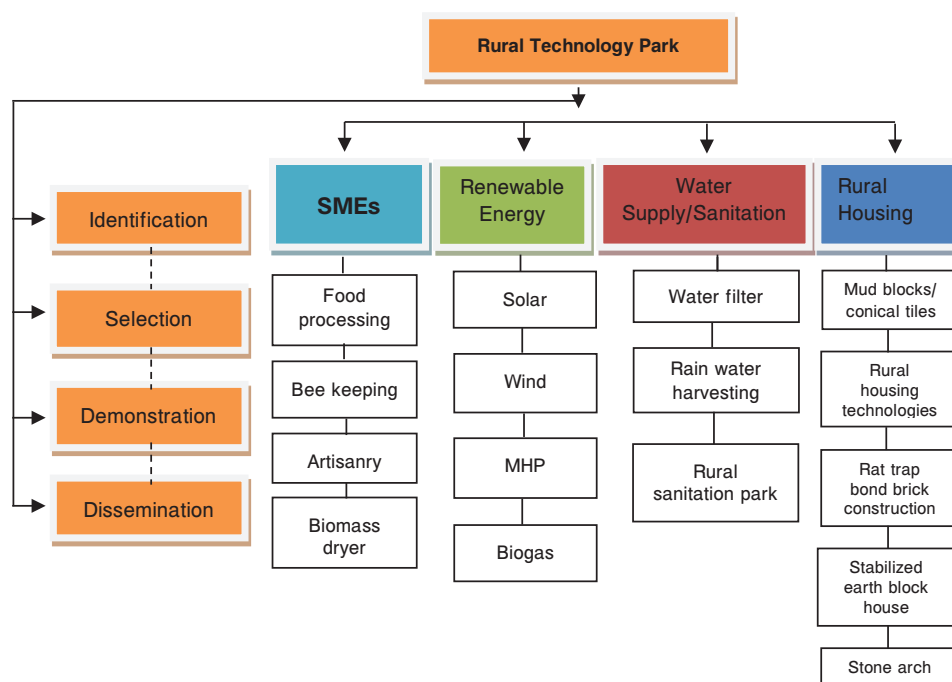 Rural Technology Park
Identification
Selection
Demonstration
Dissemination
SMEs
Food
processing
Bee keeping
Artisanry
Biomass
dryer
Renewable
Energy
Solar
Wind
MHP
Biogas
Water
Supply/Sanitation
Water filter
Rain water
harvesting
Rural
sanitation park
Rural
Housing
Mud blocks/
conical tiles
Rural
housing
technologies
Rat trap
bond brick
construction
Stabilized
earth block
house
Stone arch